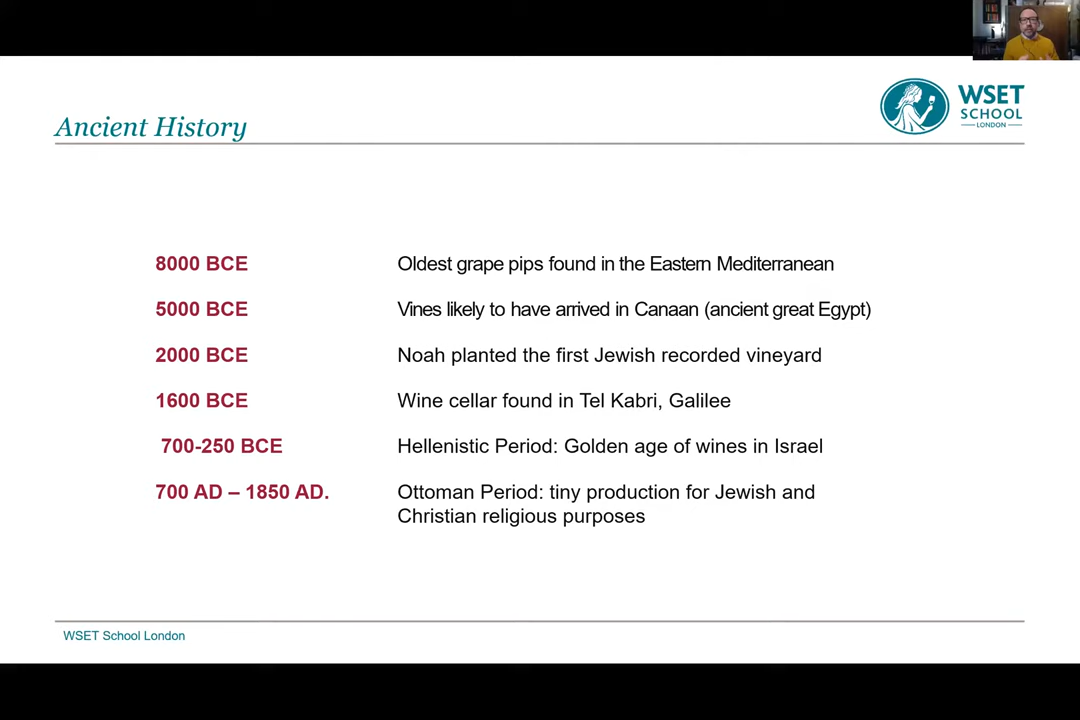 WSET
SCHOOL
LONDON
Ancient History
8000 BCE Oldest grape pips found in the Eastern Mediterranean
5000 BCE Vines likely to have arrived in Canaan (ancient great Egypt)
2000 BCE Noah planted the first Jewish recorded vineyard
1600 BCE Wine cellar found in Tel Kabri, Galilee
700-250 BCE Hellenistic Period: Golden age of wines in Israel
700 AD – 1850 AD. Ottoman Period: tiny production for Jewish and
Christian religious purposes
WSET School London